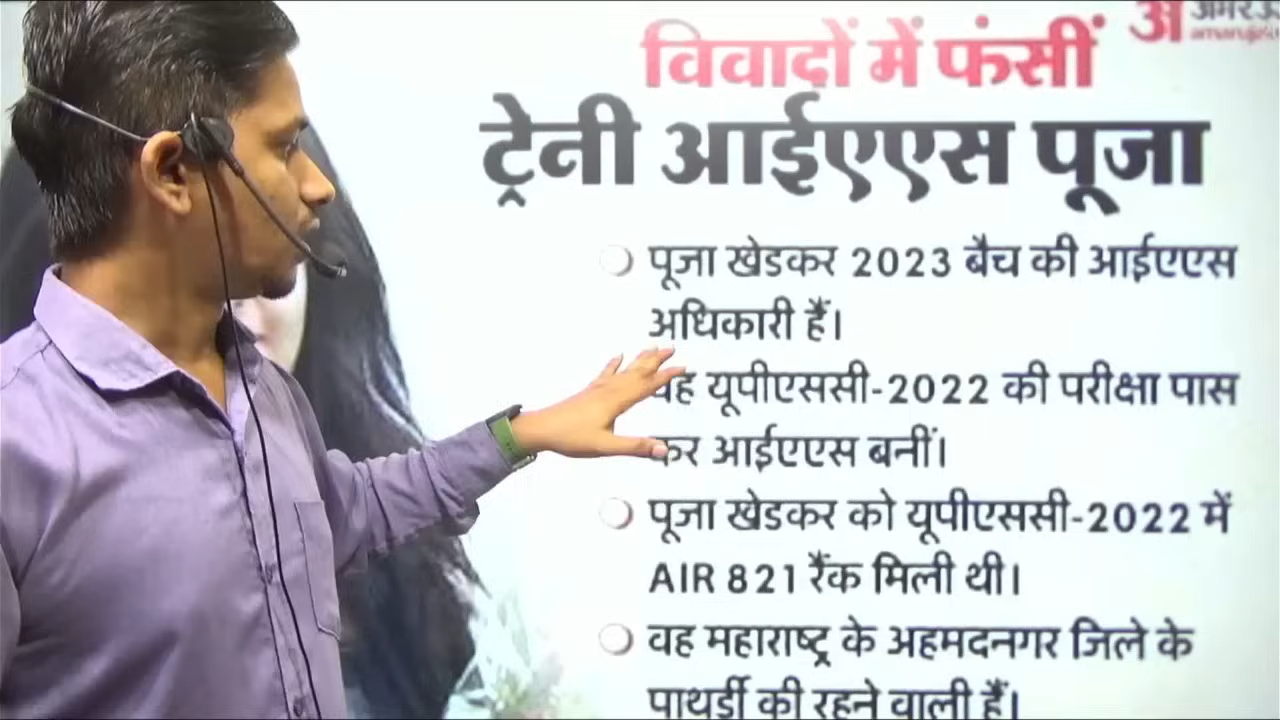 विवादों में फंसीं
ट्रेनी आईएएस पूजा
पूजा खेडकर 2023 बैच की आईएएस
अधिकारी हैं।
वह यूपीएससी-2022 की परीक्षा पास
कर आईएएस बनीं।
पूजा खेडकर को यूपीएससी-2022 में
AIR 821 रैंक मिली थी।
वह महाराष्ट्र के अहमदनगर जिले के
पाथर्डी की रहने वाली हैं।